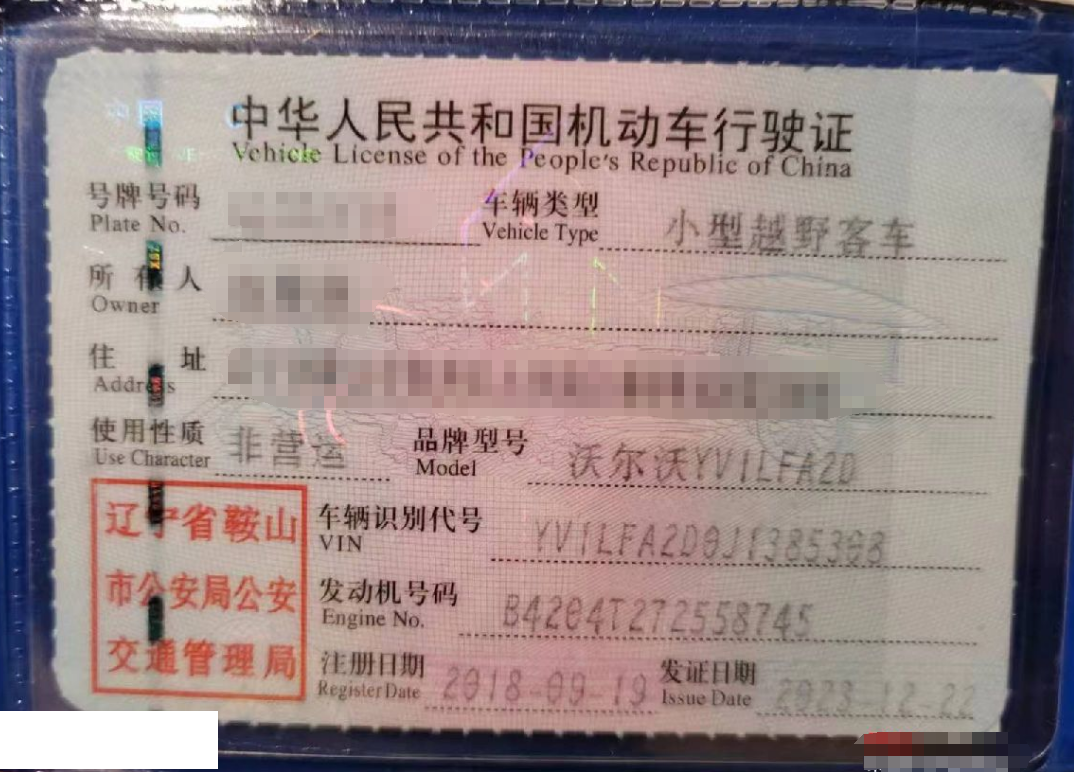 中华人民共和国机动车行驶证
Vehicle License of the People's Republic of China
号牌号码
Plate No.
车辆类型 小型越野客车
Vehicle Type
所有人
Owner
住址
Address
使用性质 非营运
Use Character
品牌型号 沃尔沃YV1LFA2D
Model
辽宁省鞍山
市公安局公安
交通管理局
车辆识别代号 YV1LFA2D0J1385308
VIN
发动机号码 B4204T272558745
Engine No.
注册日期 2018-09-19
Register Date
发证日期 2023-12-22
Issue Date